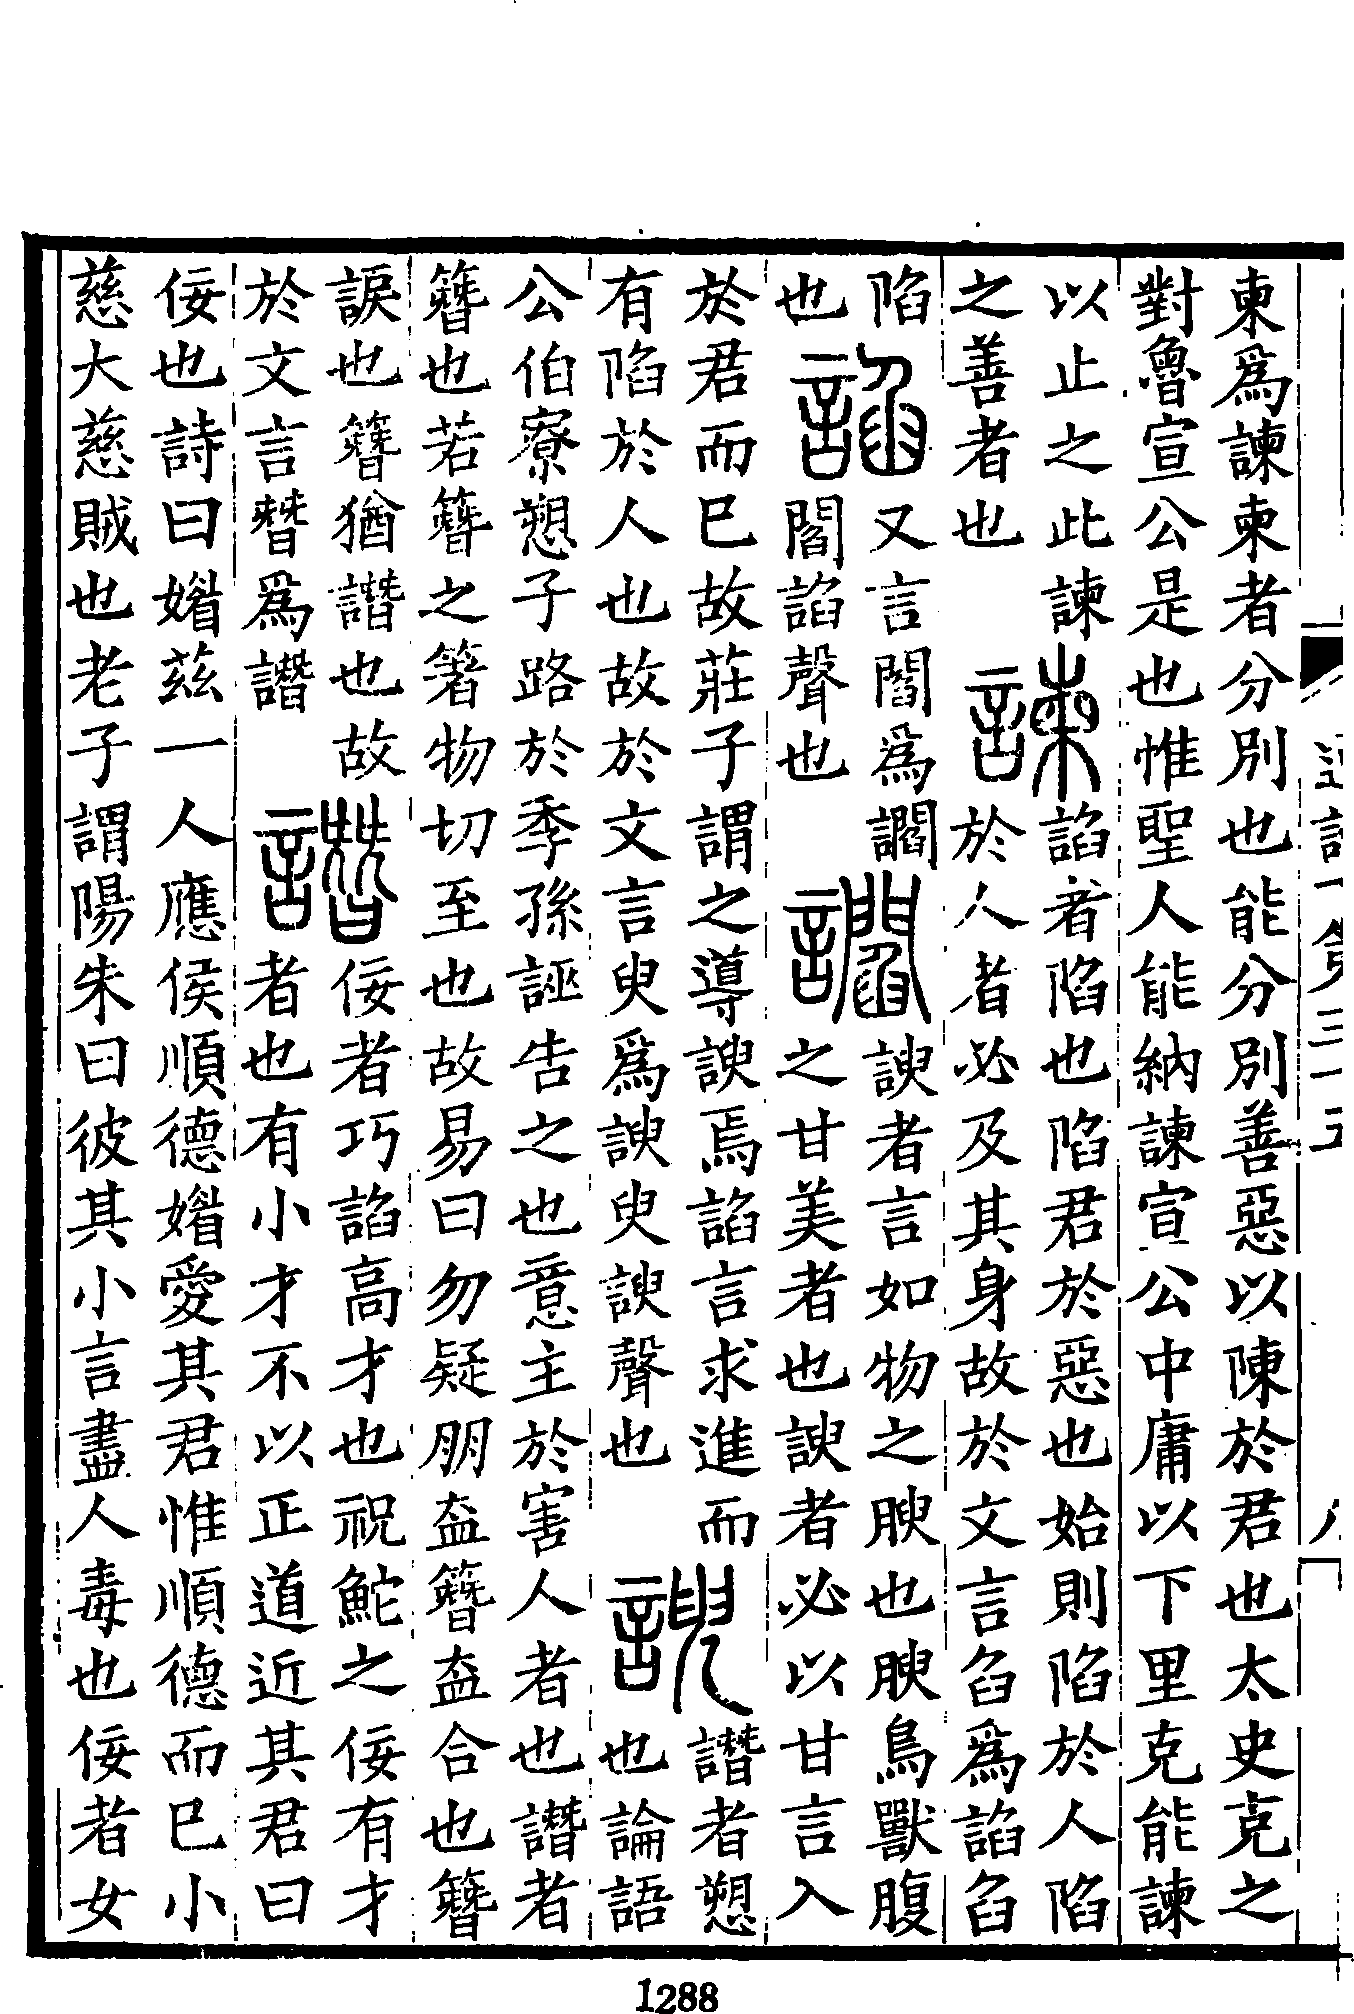 柬爲諫柬者分別也能分別善惡以陳於君也太史克之
對魯宣公是也惟聖人能納諫宣公中庸以下里克能諫
以止之此諫諫諂者陷也陷君於惡也始則陷於人陷
之善者也於人者必及其身故於文言臽爲諂臽
陷諂又言閻爲讇讇諛者言如物之腴也腴鳥獸腹
也閻諂聲也之甘美者也諛者必以甘言入
於君而已故莊子謂之導諛焉諂言求進而諛譖者愬
有陷於人也故於文言臾爲諛臾諛聲也也論語
公伯寮愬子路於季孫誣告之也意主於害人者也譖者
簪也若簪之箸物切至也故易曰勿疑朋盍簪盍合也簪
也簪猶譖也故譖佞者巧諂高才也祝鮀之佞有才
於文言朁爲譖者也有小才不以正道近其君曰
佞也詩曰媚茲一人應侯順德媚愛其君惟順德而已小
慈大慈賊也老子謂陽朱曰彼其小言盡人毒也佞者女
1288